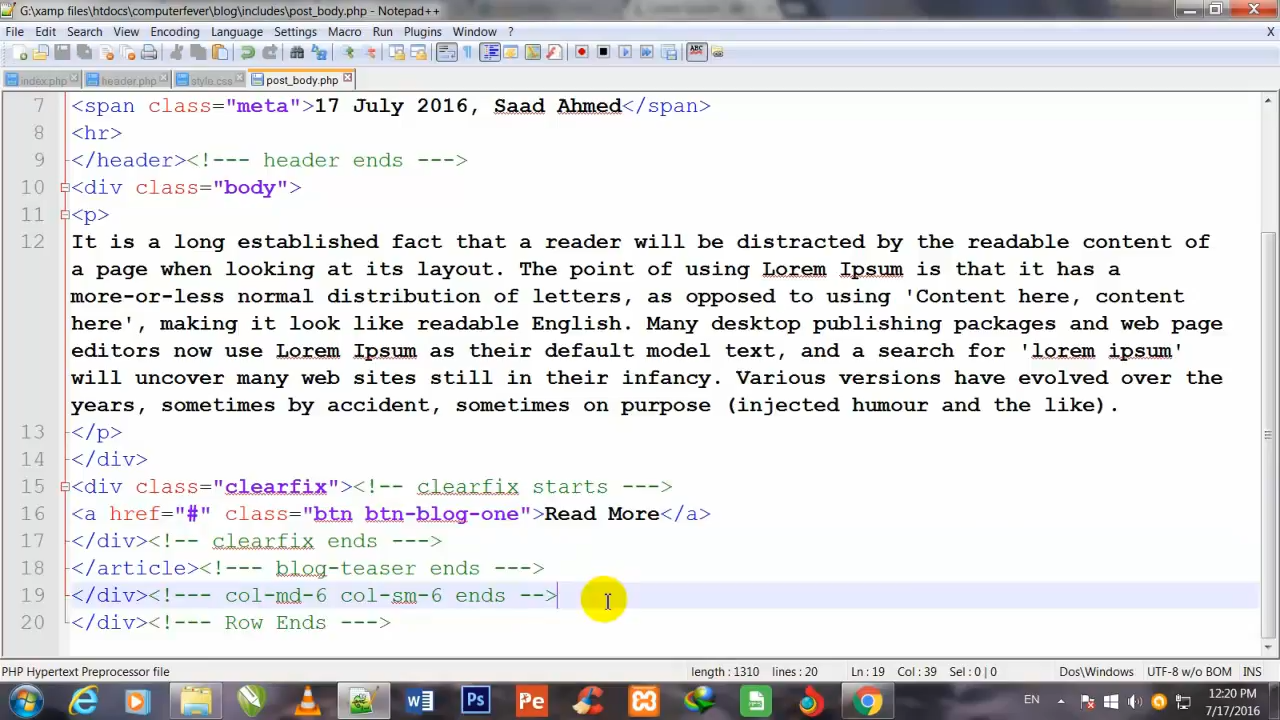 G:\xamp files\htdocs\computerfever\blog\includes\post_body.php - Notepad++
File Edit Search View Encoding Language Settings Macro Run Plugins Window ? X
index.php header.php style.css post_body.php
7 <span class="meta">17 July 2016, Saad Ahmed</span>
8 <hr>
9 </header><!--- header ends --->
10 <div class="body">
11 <p>
12 It is a long established fact that a reader will be distracted by the readable content of
a page when looking at its layout. The point of using Lorem Ipsum is that it has a
more-or-less normal distribution of letters, as opposed to using 'Content here, content
here', making it look like readable English. Many desktop publishing packages and web page
editors now use Lorem Ipsum as their default model text, and a search for 'lorem ipsum'
will uncover many web sites still in their infancy. Various versions have evolved over the
years, sometimes by accident, sometimes on purpose (injected humour and the like).
13 </p>
14 </div>
15 <div class="clearfix"><!-- clearfix starts --->
16 <a href="#" class="btn btn-blog-one">Read More</a>
17 </div><!-- clearfix ends --->
18 </article><!--- blog-teaser ends --->
19 </div><!--- col-md-6 col-sm-6 ends -->
20 </div><!--- Row Ends --->
PHP Hypertext Preprocessor file length : 1310 lines : 20 Ln : 19 Col : 39 Sel : 0 | 0 Dos\Windows UTF-8 w/o BOM INS
W Ps Pe EN 12:20 PM
7/17/2016